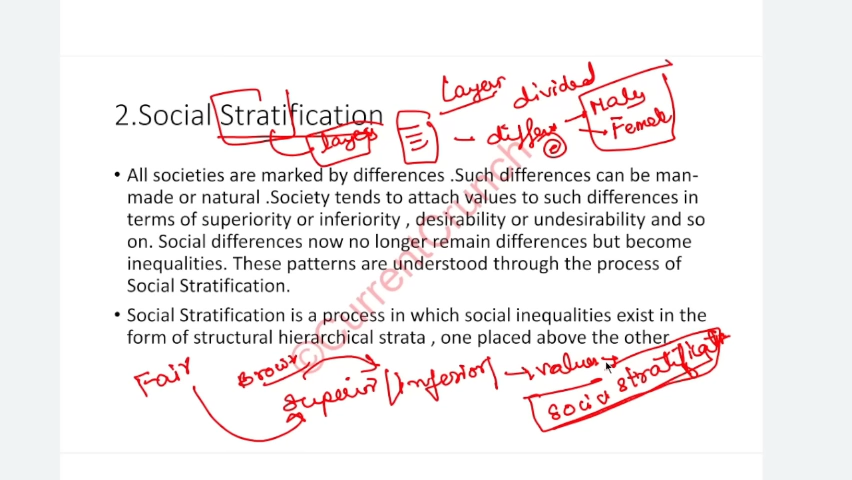 Layer
divided
2.Social Stratification
layers
differ
Male
Female
• All societies are marked by differences .Such differences can be man-
made or natural .Society tends to attach values to such differences in
terms of superiority or inferiority , desirability or undesirability and so
on. Social differences now no longer remain differences but become
inequalities. These patterns are understood through the process of
Social Stratification.
• Social Stratification is a process in which social inequalities exist in the
form of structural hierarchical strata , one placed above the other
©CurrentCrunch
Fair
Brown
Superior / Inferior → values →
Social stratification